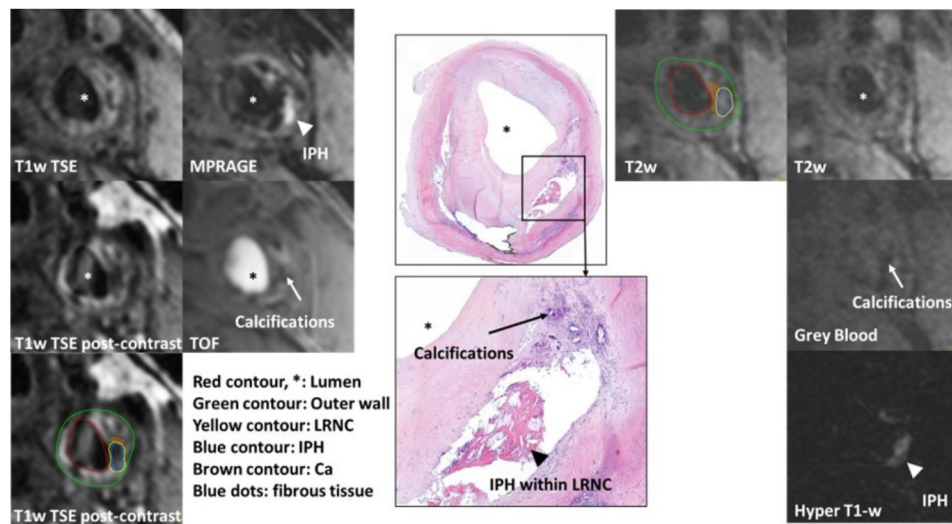 *
T1w TSE
*
MPRAGE
IPH
*
T1w TSE post-contrast
*
Calcifications
TOF
T1w TSE post-contrast
Red contour, *: Lumen
Green contour: Outer wall
Yellow contour: LRNC
Blue contour: IPH
Brown contour: Ca
Blue dots: fibrous tissue
*
*
Calcifications
IPH within LRNC
T2w
*
T2w
Calcifications
Grey Blood
IPH
Hyper T1-w